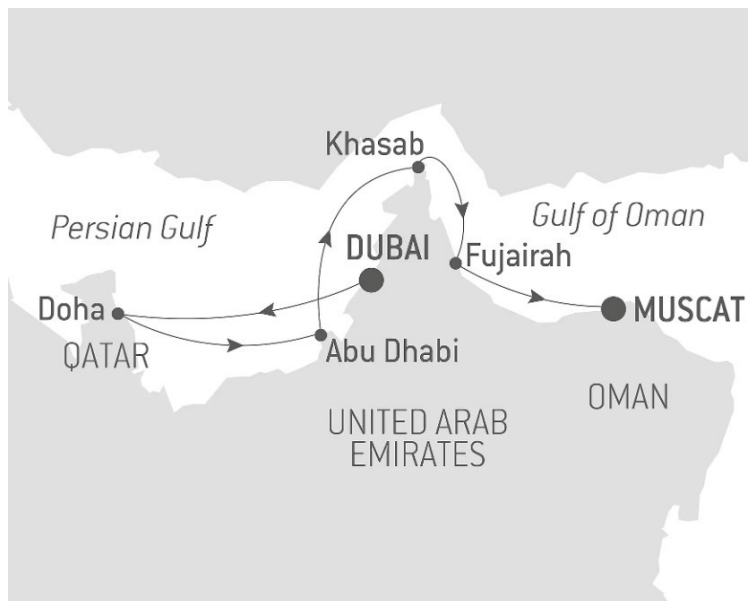 Khasab
Persian Gulf
Gulf of Oman
DUBAI
Fujairah
Doha
MUSCAT
QATAR
Abu Dhabi
OMAN
UNITED ARAB
EMIRATES